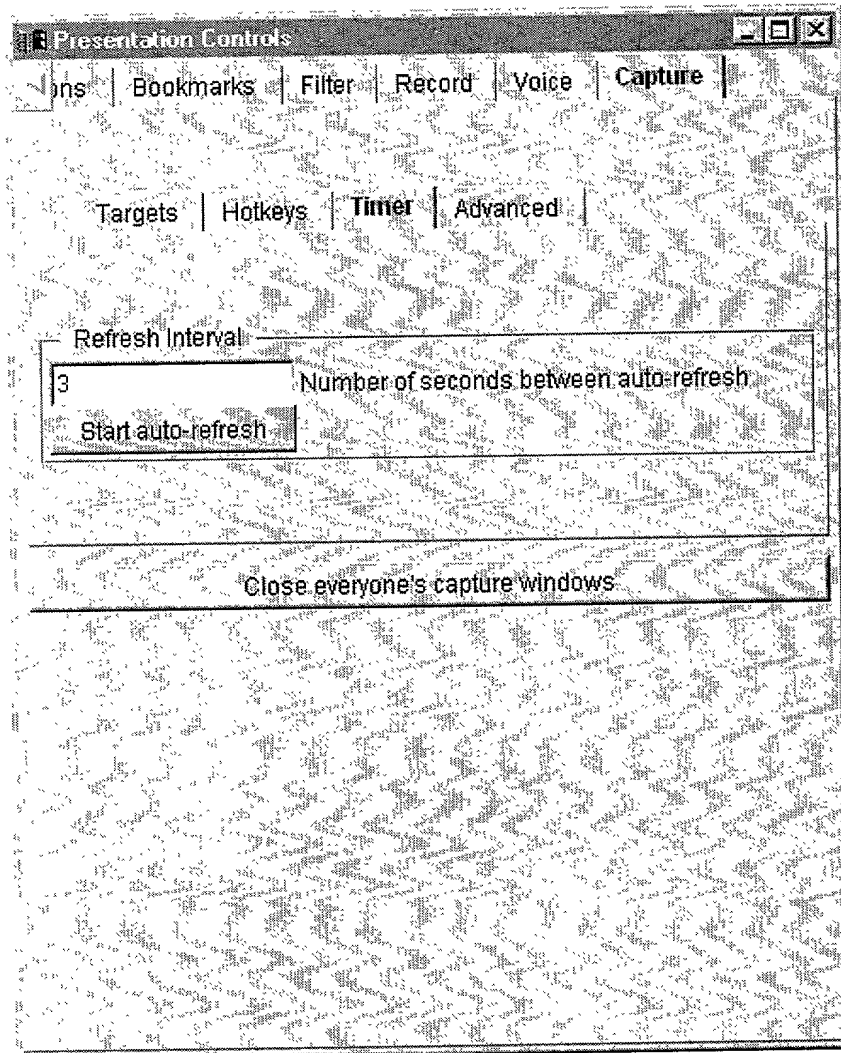 Presentation Controls
ons Bookmarks Filter Record Voice Capture
Targets Hotkeys Timer Advanced
Refresh Interval
3 Number of seconds between auto-refresh
Start auto-refresh
Close everyone's capture windows